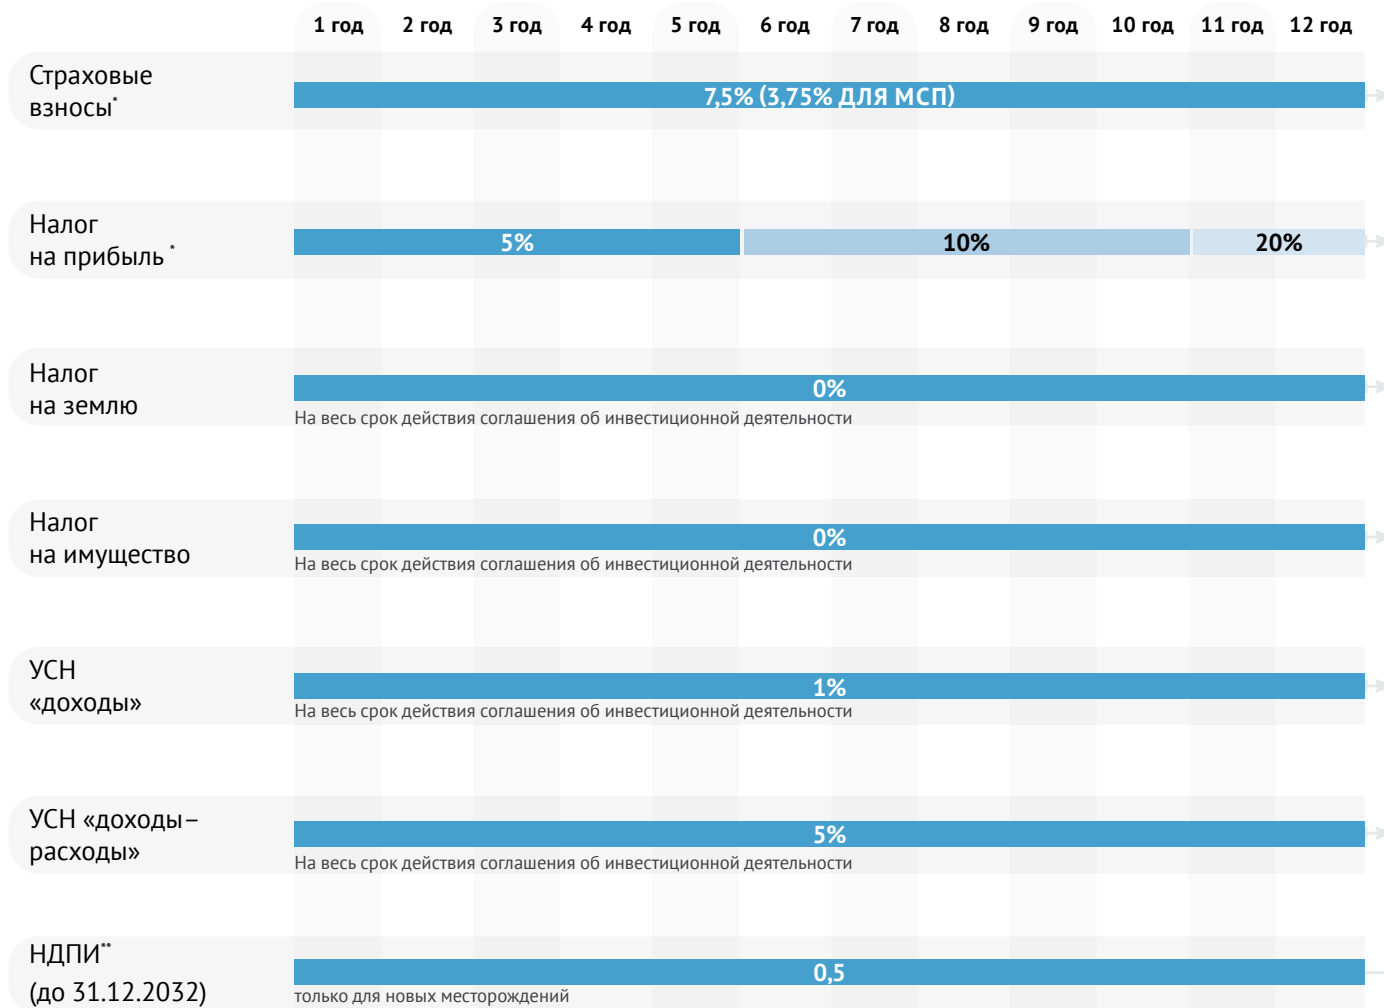 1 год 2 год 3 год 4 год 5 год 6 год 7 год 8 год 9 год 10 год 11 год 12 год
Страховые
взносы*
7,5% (3,75% ДЛЯ МСП)
Налог
на прибыль *
5% 10% 20%
Налог
на землю
0%
На весь срок действия соглашения об инвестиционной деятельности
Налог
на имущество
0%
На весь срок действия соглашения об инвестиционной деятельности
УСН
«доходы»
1%
На весь срок действия соглашения об инвестиционной деятельности
УСН «доходы–
расходы»
5%
На весь срок действия соглашения об инвестиционной деятельности
НДПИ**
(до 31.12.2032)
0,5
только для новых месторождений